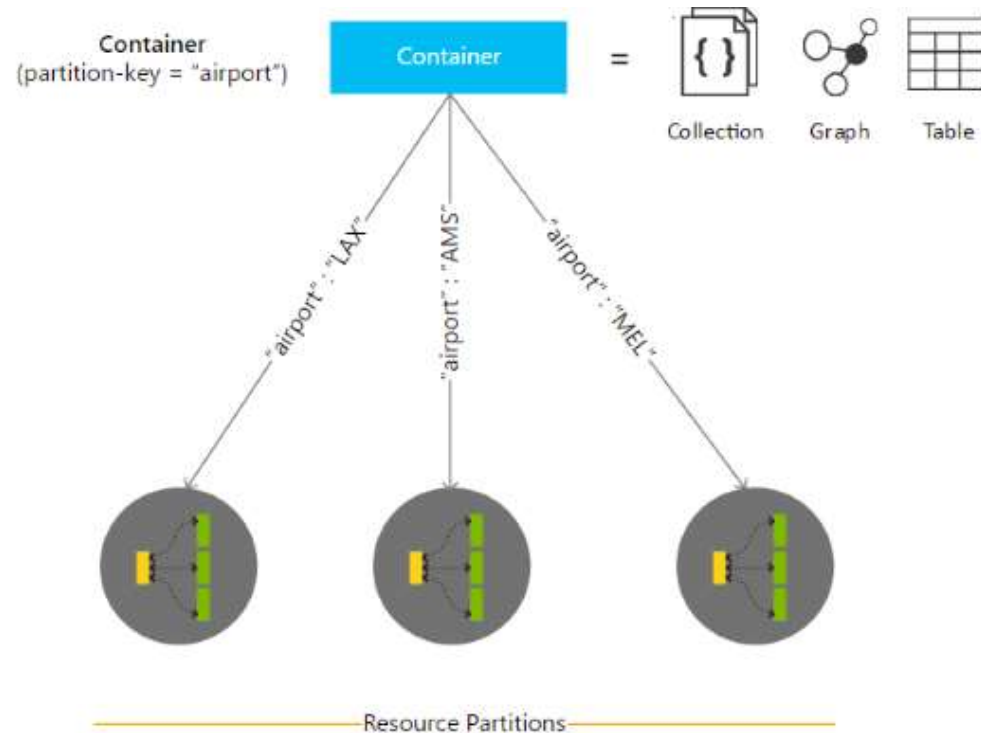 Container
(partition-key = "airport")
Container
=
{ }
Collection
Graph
Table
"airport" : "LAX"
"airport" : "AMS"
"airport" : "MEL"
Resource Partitions